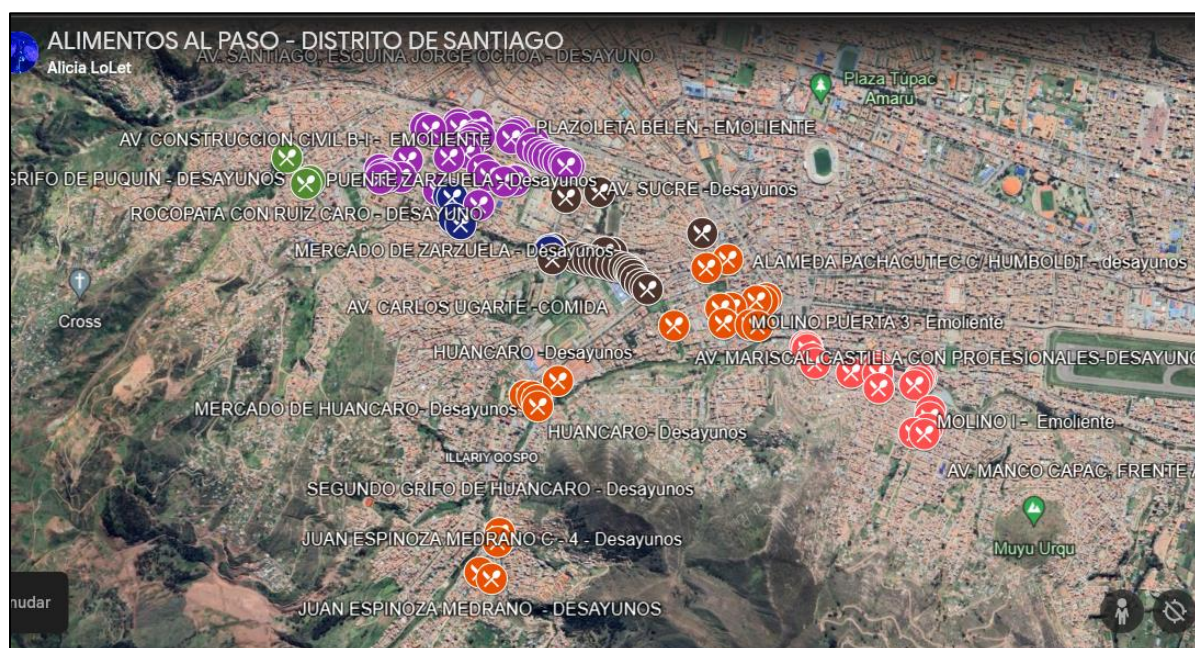 ALIMENTOS AL PASO - DISTRITO DE SANTIAGO
Alicia LoLet
AV. SANTIAGO, ESQUINA JORGE OCHOA - DESAYUNO
Plaza Túpac
Amaru
PLAZOLETA BELEN - EMOLIENTE
AV. CONSTRUCCION CIVIL B-I - EMOLIENTE
GRIFO DE PUQUIN - DESAYUNOS
PUENTE ZARZUELA - Desayunos
AV. SUCRE -Desayunos
ROCOPATA CON RUIZ CARO - DESAYUNO
MERCADO DE ZARZUELA - Desayunos
ALAMEDA PACHACUTEC C/ HUMBOLDT - desayunos
Cross
AV. CARLOS UGARTE -COMIDA
MOLINO PUERTA 3 - Emoliente
HUANCARO -Desayunos
AV. MARISCAL CASTILLA CON PROFESIONALES-DESAYUNO
MERCADO DE HUANCARO- Desayunos
MOLINO I - Emoliente
HUANCARO- Desayunos
ILLARIY QOSPO
AV. MANCO CAPAC, FRENTE
SEGUNDO GRIFO DE HUANCARO - Desayunos
JUAN ESPINOZA MEDRANO C - 4 - Desayunos
Muyu Urqu
nudar
JUAN ESPINOZA MEDRANO - DESAYUNOS